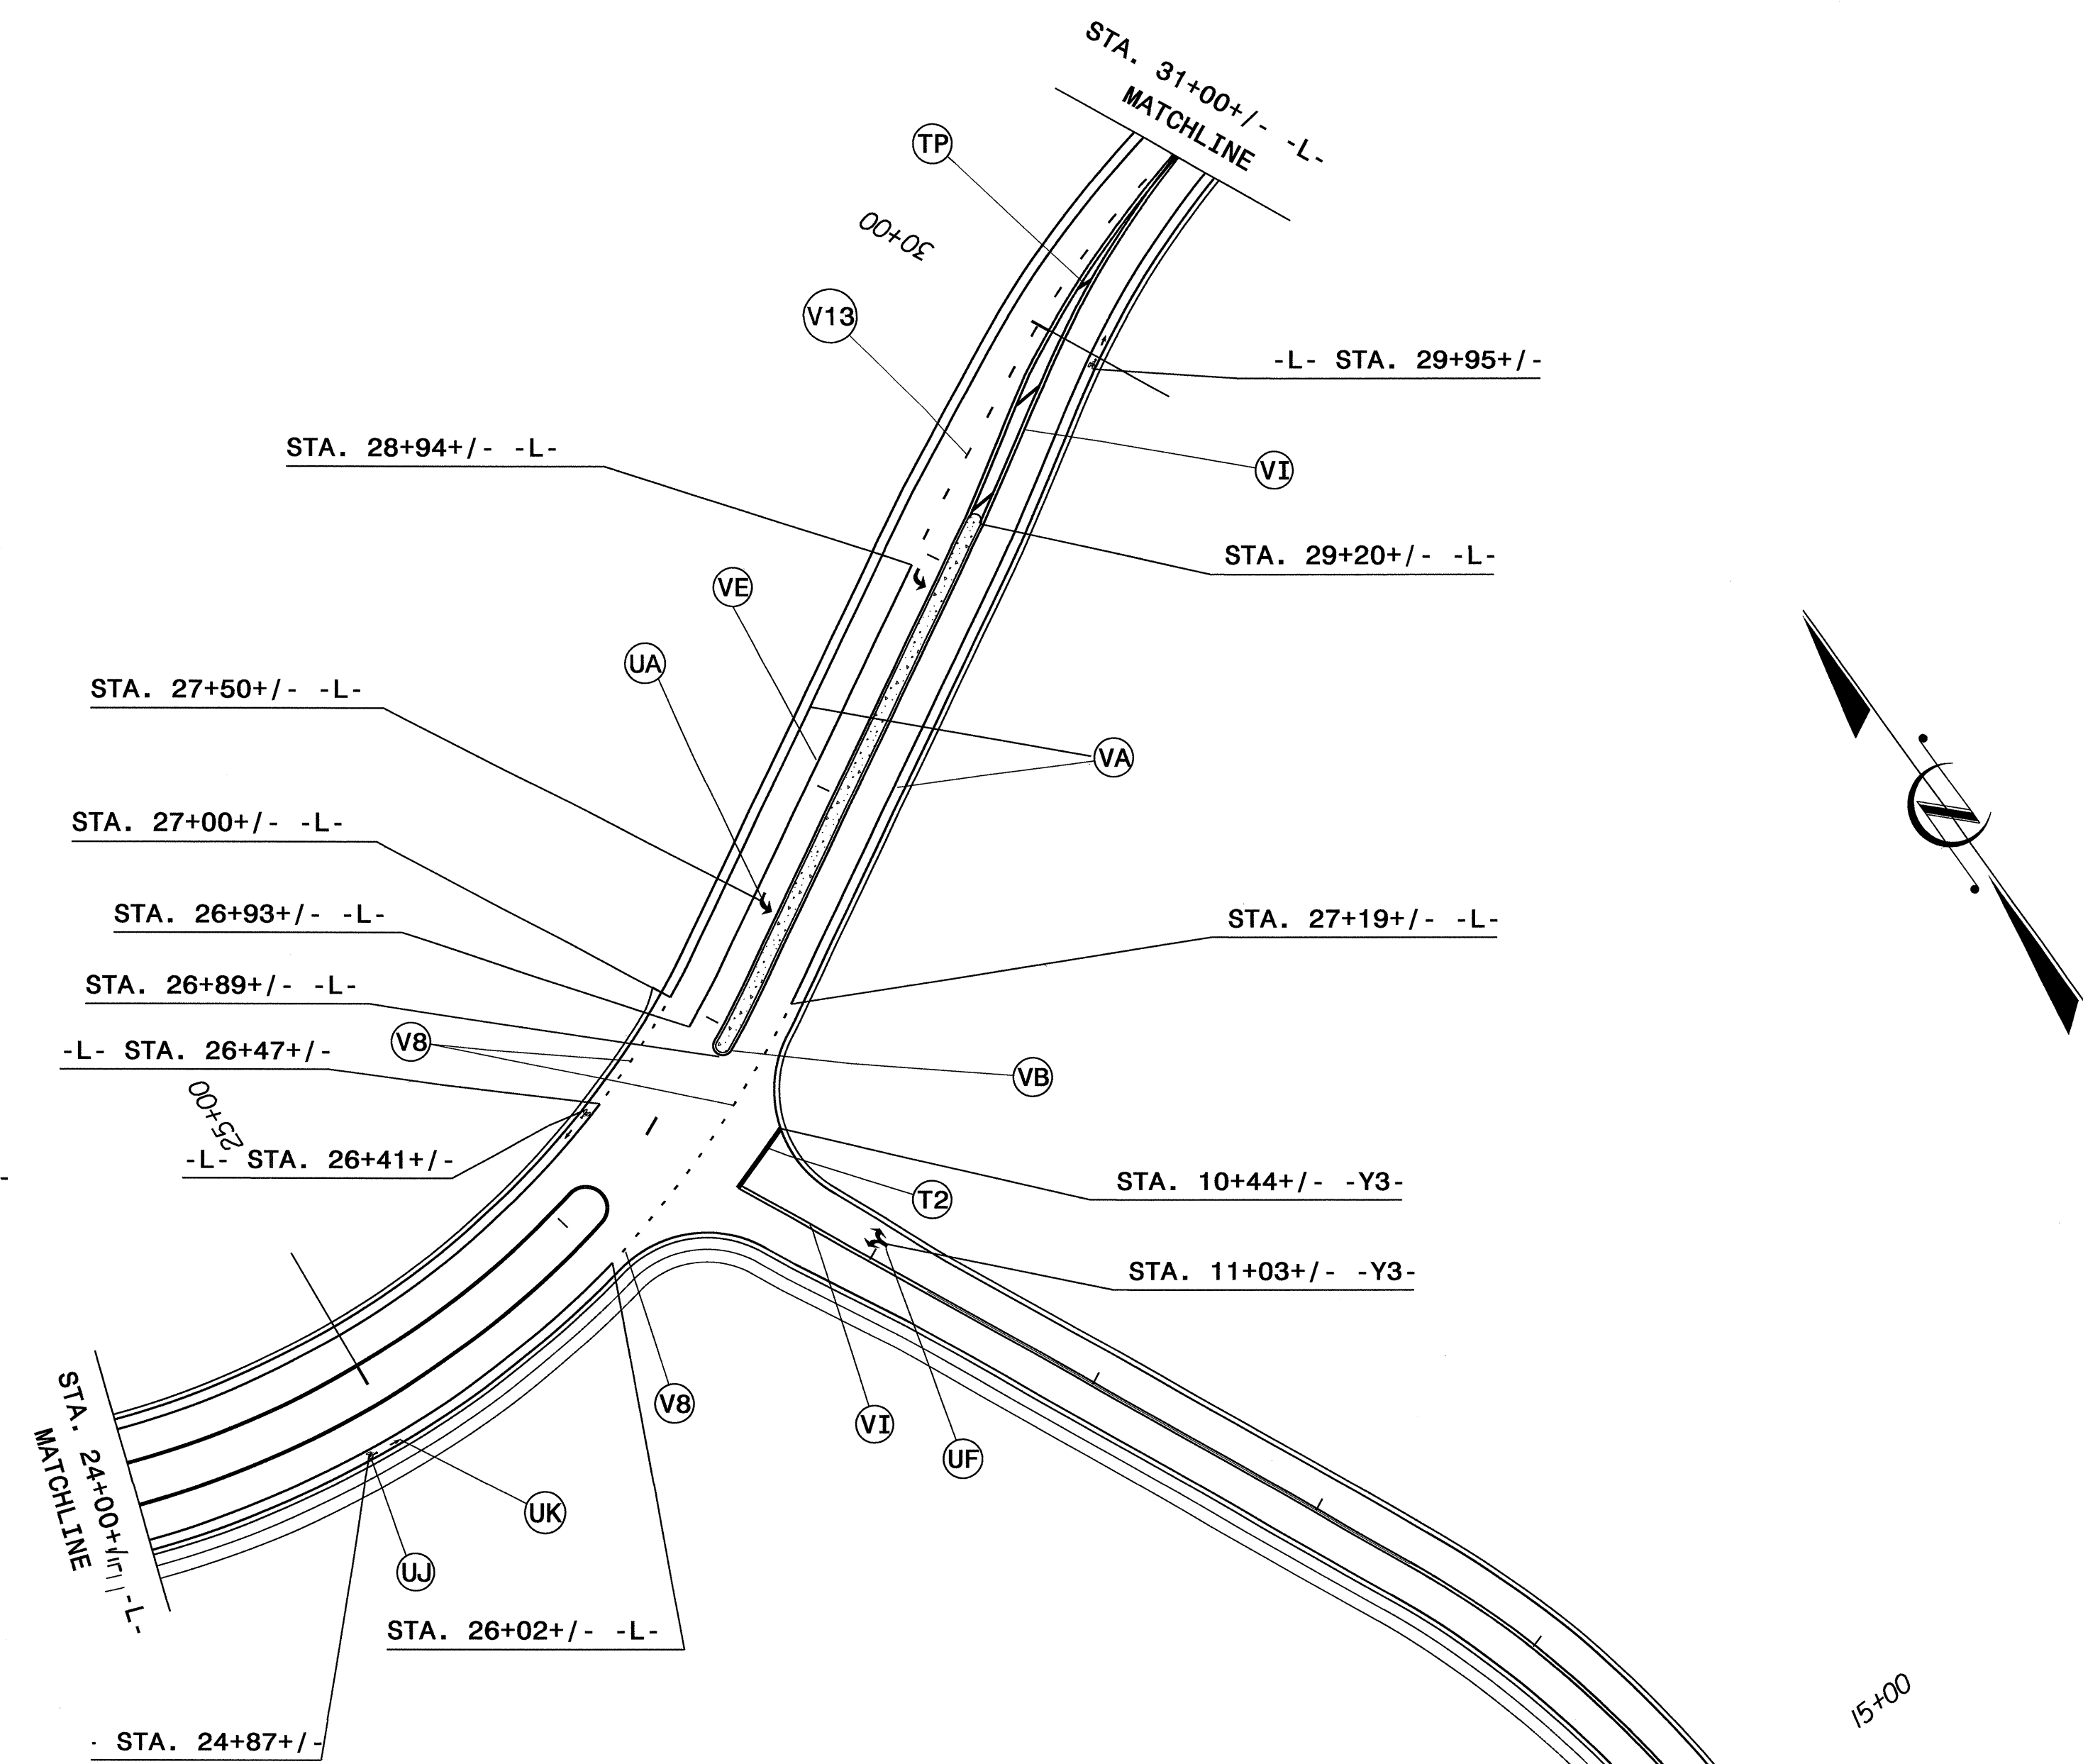 STA. 31+00+/- -L-
MATCHLINE
TP
30+00
V13
-L- STA. 29+95+/-
STA. 28+94+/- -L-
VI
STA. 29+20+/- -L-
VE
UA
STA. 27+50+/- -L-
VA
STA. 27+00+/- -L-
STA. 26+93+/- -L-
STA. 27+19+/- -L-
STA. 26+89+/- -L-
V8
-L- STA. 26+47+/-
VB
25+00
-L- STA. 26+41+/-
STA. 10+44+/- -Y3-
T2
STA. 11+03+/- -Y3-
STA. 24+00+/- -L-
MATCHLINE
V8
VI
UF
UK
UJ
STA. 26+02+/- -L-
STA. 24+87+/-
15+00